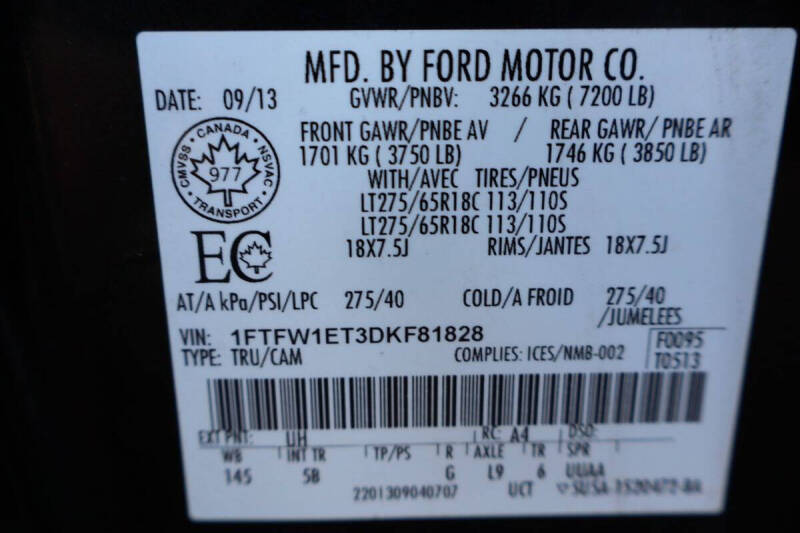 MFD. BY FORD MOTOR CO.
DATE: 09/13 GVWR/PNBV: 3266 KG ( 7200 LB)
FRONT GAWR/PNBE AV / REAR GAWR/ PNBE AR
1701 KG ( 3750 LB) 1746 KG ( 3850 LB)
CANADA
CMVSS 977 NSVAC
TRANSPORT
WITH/AVEC TIRES/PNEUS
LT275/65R18C 113/110S
LT275/65R18C 113/110S
EC
18X7.5J RIMS/JANTES 18X7.5J
AT/A kPa/PSI/LPC 275/40 COLD/A FROID 275/40
/JUMELEES
VIN: 1FTFW1ET3DKF81828 F0095
TYPE: TRU/CAM COMPLIES: ICES/NMB-002 T0513
EXT PNT: UH RC: A4 DSO:
WB INT TR TP/PS R AXLE TR SPR
145 5B G L9 6 UUAA
2201309040707 UCT